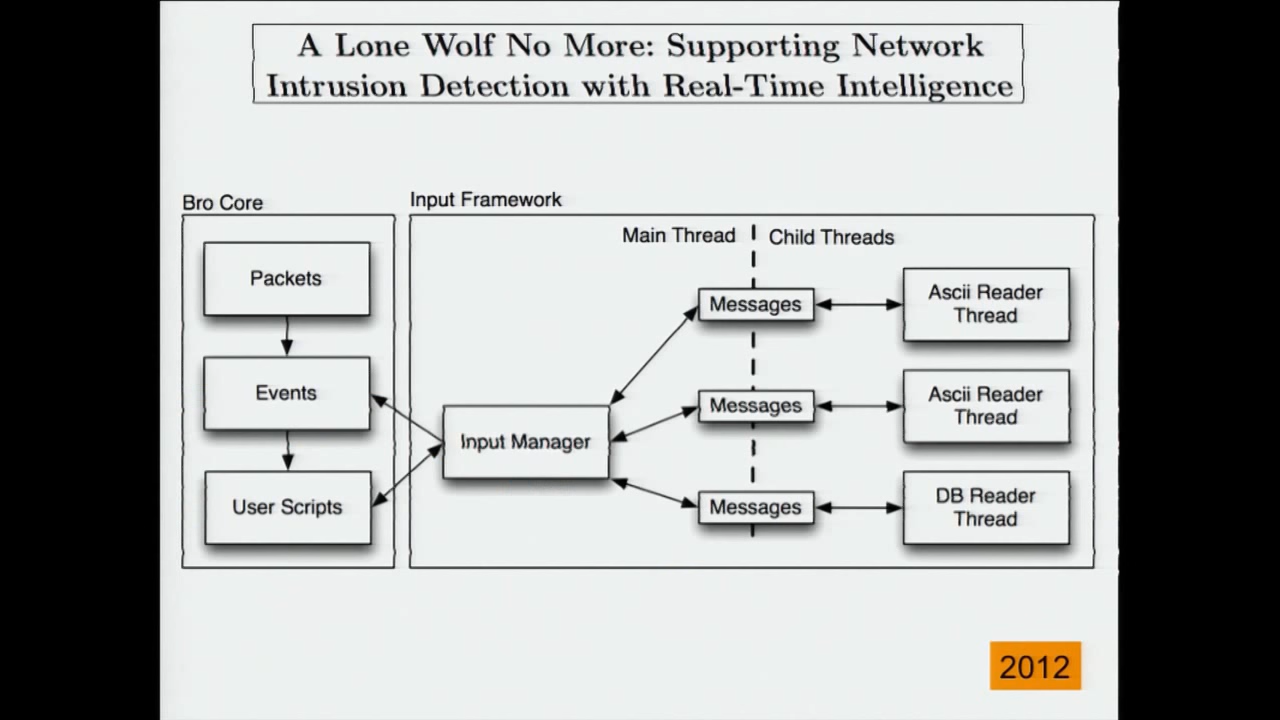 A Lone Wolf No More: Supporting Network
Intrusion Detection with Real-Time Intelligence
Bro Core
Packets
Events
User Scripts
Input Framework
Main Thread
Child Threads
Input Manager
Messages
Ascii Reader
Thread
Messages
Ascii Reader
Thread
Messages
DB Reader
Thread
2012